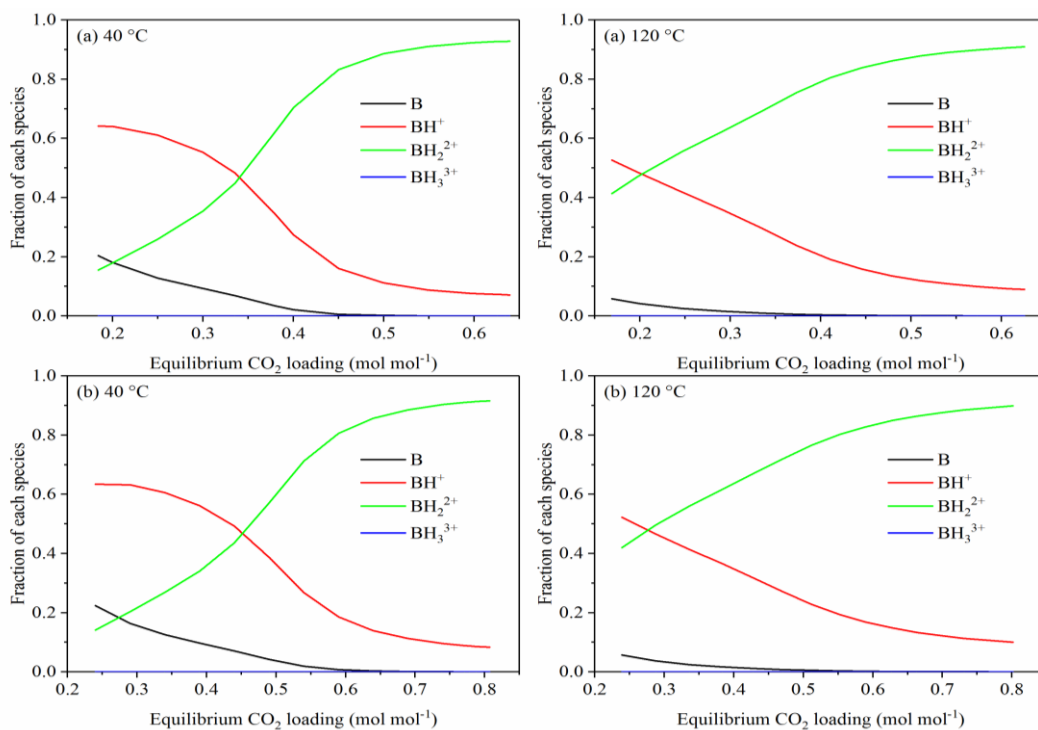 (a) 40 °C
B
BH⁺
BH₂²⁺
BH₃³⁺
Fraction of each species
0.0
0.2
0.4
0.6
0.8
1.0
0.2 0.3 0.4 0.5 0.6
Equilibrium CO₂ loading (mol mol⁻¹)
(a) 120 °C
B
BH⁺
BH₂²⁺
BH₃³⁺
Fraction of each species
0.0
0.2
0.4
0.6
0.8
1.0
0.2 0.3 0.4 0.5 0.6
Equilibrium CO₂ loading (mol mol⁻¹)
(b) 40 °C
B
BH⁺
BH₂²⁺
BH₃³⁺
Fraction of each species
0.0
0.2
0.4
0.6
0.8
1.0
0.2 0.3 0.4 0.5 0.6 0.7 0.8
Equilibrium CO₂ loading (mol mol⁻¹)
(b) 120 °C
B
BH⁺
BH₂²⁺
BH₃³⁺
Fraction of each species
0.0
0.2
0.4
0.6
0.8
1.0
0.2 0.3 0.4 0.5 0.6 0.7 0.8
Equilibrium CO₂ loading (mol mol⁻¹)